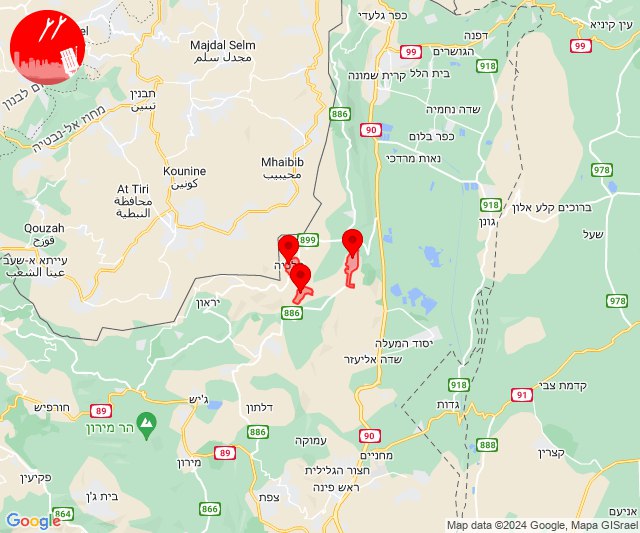 כפר גלעדי
עין קיניא
דפנה
99
הגושרים
99
Majdal Selm
مجدل سلم
בית הלל
קרית שמונה
918
تبنين
תבנין
מחוז אל-נבטיה
886
שדה נחמיה
90
כפר בלום
נאות מרדכי
978
Kounine
كونين
Mhaibib
محيبيب
At Tiri
محافظة
النبطية
918
ברוכים קלע אלון
גונן
Qouzah
قوزح
שעל
עייתא א-שעב
عيتا الشعب
899
978
יראון
886
יסוד המעלה
שדה אליעזר
918
קדמת צבי
91
89
חורפיש
ג'יש
דלתון
גדות
הר מירון
886
עמוקה
90
888
89
מירון
מחניים
קצרין
חצור הגלילית
ראש פינה
פקיעין
בית ג'ן
866
צפת
864
אניעם
Google
Map data ©2024 Google, Mapa GISrael